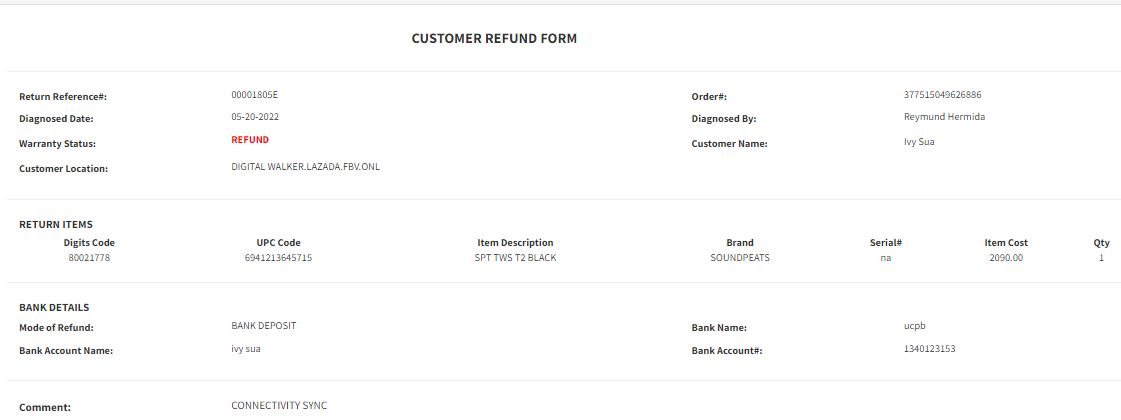 CUSTOMER REFUND FORM
Return Reference#: 00001805E Order#: 377515049626886
Diagnosed Date: 05-20-2022 Diagnosed By: Reymund Hermida
Warranty Status: REFUND Customer Name: Ivy Sua
Customer Location: DIGITAL WALKER.LAZADA.FBV.ONL
RETURN ITEMS
Digits Code UPC Code Item Description Brand Serial# Item Cost Qty
80021778 6941213645715 SPT TWS T2 BLACK SOUNDPEATS na 2090.00 1
BANK DETAILS
Mode of Refund: BANK DEPOSIT Bank Name: ucpb
Bank Account Name: ivy sua Bank Account#: 1340123153
Comment: CONNECTIVITY SYNC